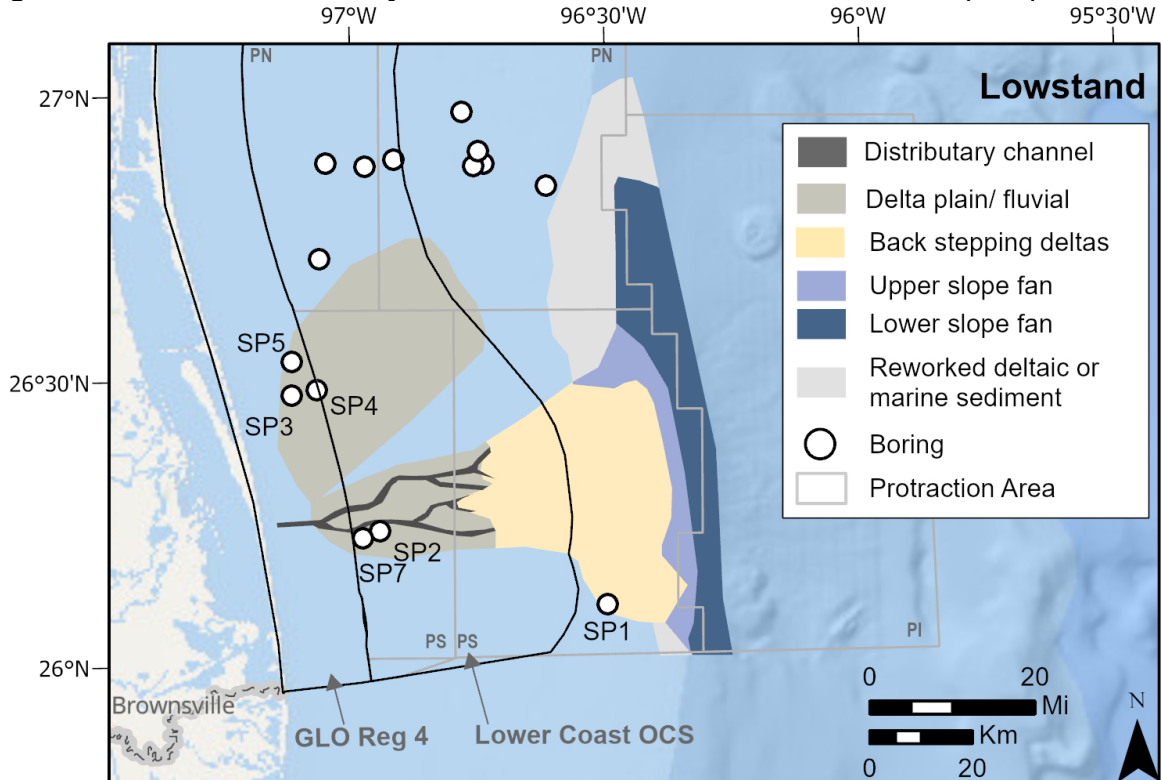 97°W 96°30'W 96°W 95°30'W
PN PN
27°N
Lowstand
Distributary channel
Delta plain/ fluvial
Back stepping deltas
Upper slope fan
Lower slope fan
Reworked deltaic or
marine sediment
Boring
Protraction Area
SP5
26°30'N
SP4
SP3
SP2
SP7
SP1
PS PS
PI
26°N
0 20
Mi
Km
0 20
N
Brownsville
GLO Reg 4
Lower Coast OCS